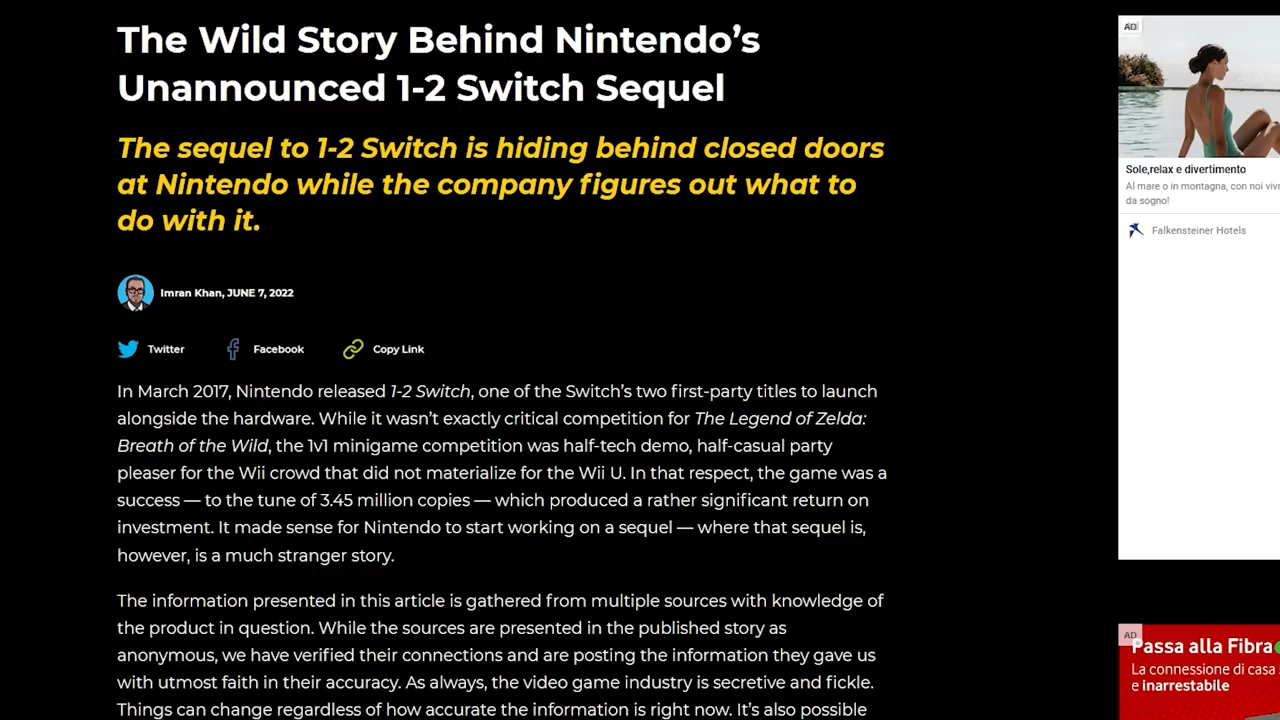 The Wild Story Behind Nintendo's
Unannounced 1-2 Switch Sequel
The sequel to 1-2 Switch is hiding behind closed doors
at Nintendo while the company figures out what to
do with it.
Imran Khan, JUNE 7, 2022
Twitter
Facebook
Copy Link
In March 2017, Nintendo released 1-2 Switch, one of the Switch's two first-party titles to launch
alongside the hardware. While it wasn't exactly critical competition for The Legend of Zelda:
Breath of the Wild, the 1v1 minigame competition was half-tech demo, half-casual party
pleaser for the Wii crowd that did not materialize for the Wii U. In that respect, the game was a
success — to the tune of 3.45 million copies — which produced a rather significant return on
investment. It made sense for Nintendo to start working on a sequel — where that sequel is,
however, is a much stranger story.
The information presented in this article is gathered from multiple sources with knowledge of
the product in question. While the sources are presented in the published story as
anonymous, we have verified their connections and are posting the information they gave us
with utmost faith in their accuracy. As always, the video game industry is secretive and fickle.
Things can change regardless of how accurate the information is right now. It's also possible
AD
Sole,relax e divertimento
Al mare o in montagna, con noi
da sogno!
Falkensteiner Hotels
AD
Passa alla Fibra
La connessione di casa
e inarrestabile